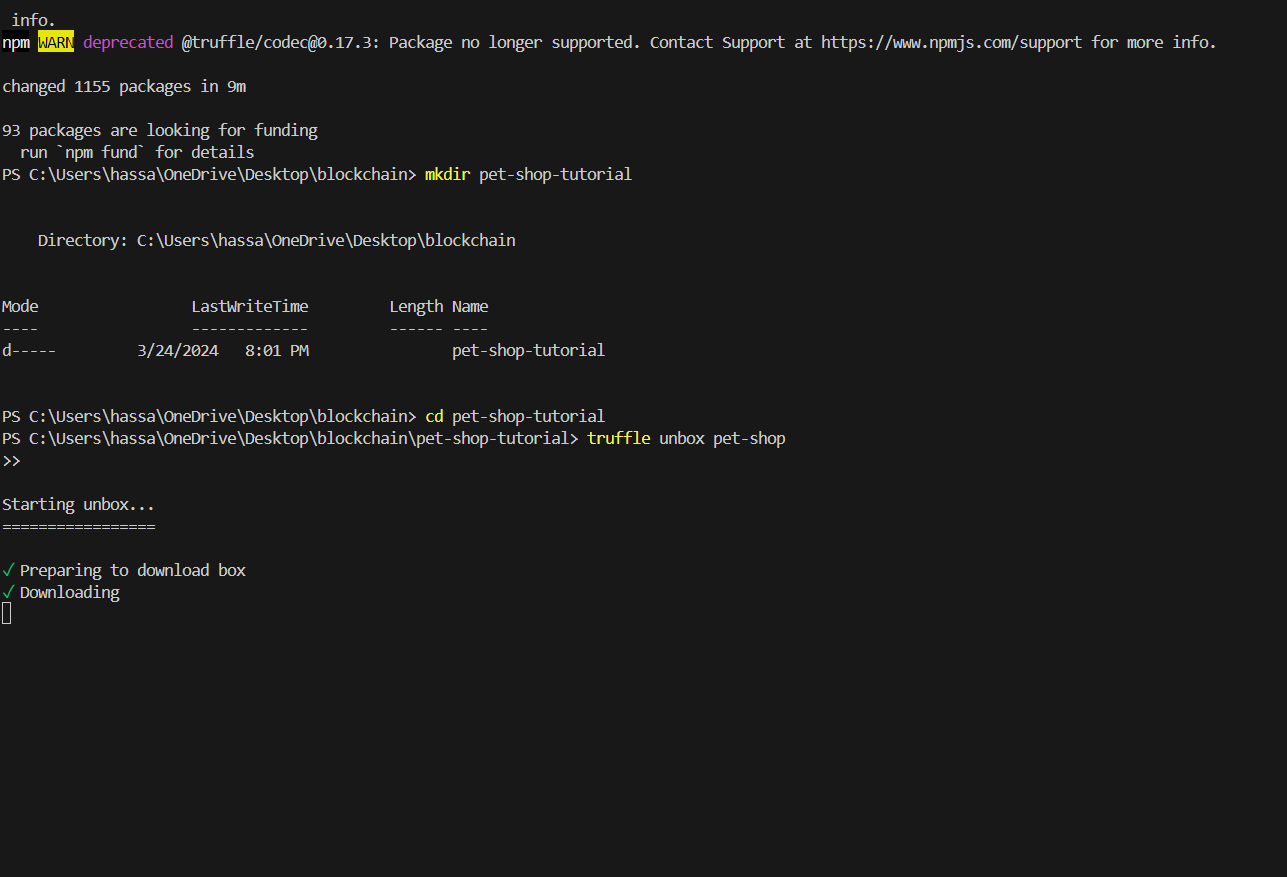 info.
npm WARN deprecated @truffle/codec@0.17.3: Package no longer supported. Contact Support at https://www.npmjs.com/support for more info.
changed 1155 packages in 9m
93 packages are looking for funding
run `npm fund` for details
PS C:\Users\hassa\OneDrive\Desktop\blockchain> mkdir pet-shop-tutorial
Directory: C:\Users\hassa\OneDrive\Desktop\blockchain
Mode                 LastWriteTime         Length Name
----                 -------------         ------ ----
d-----         3/24/2024   8:01 PM                pet-shop-tutorial
PS C:\Users\hassa\OneDrive\Desktop\blockchain> cd pet-shop-tutorial
PS C:\Users\hassa\OneDrive\Desktop\blockchain\pet-shop-tutorial> truffle unbox pet-shop
>>
Starting unbox...
=================
✓ Preparing to download box
✓ Downloading